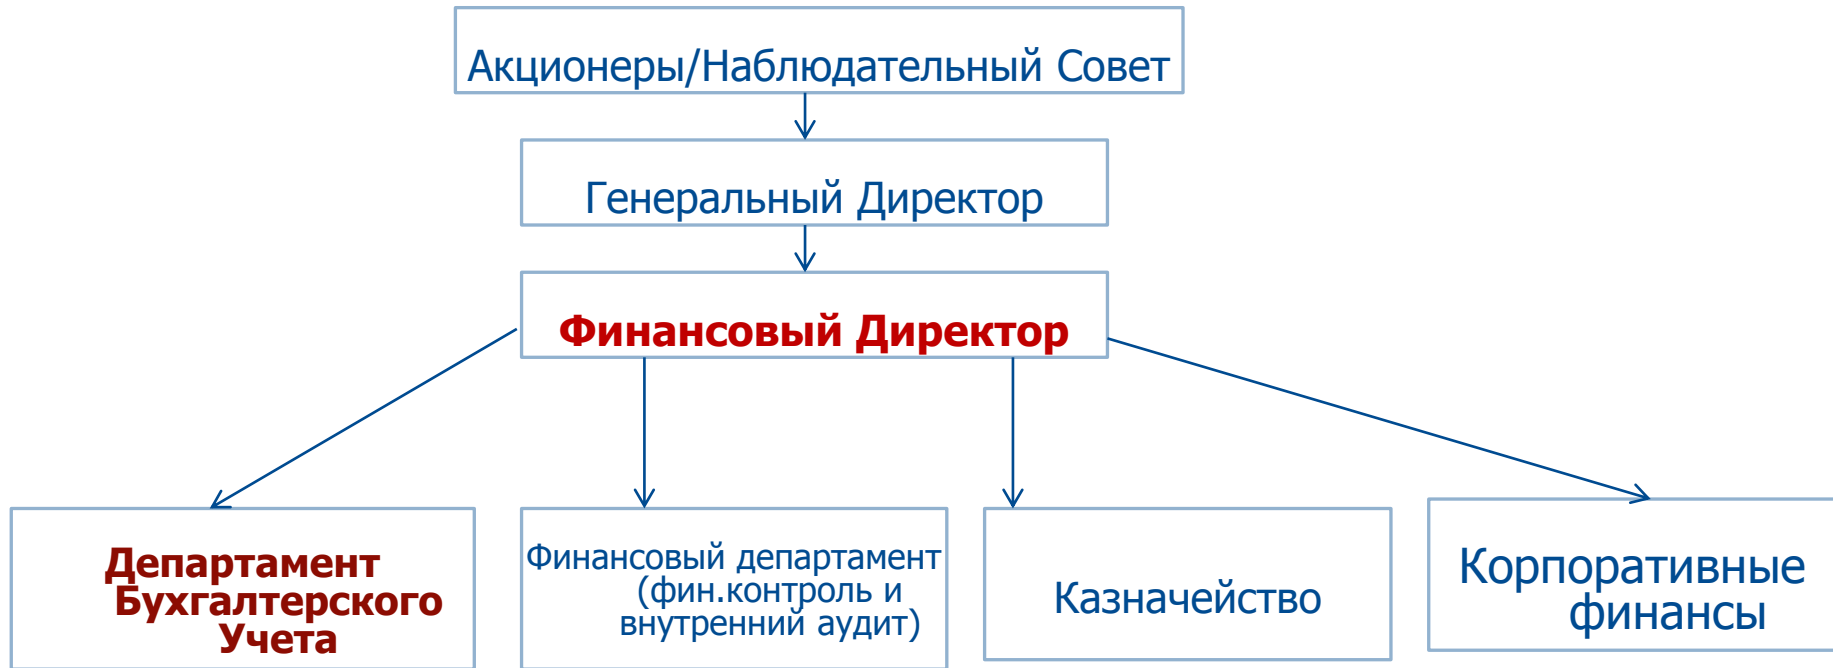 Акционеры/Наблюдательный Совет
Генеральный Директор
Финансовый Директор
Департамент
Бухгалтерского
Учета
Финансовый департамент
(фин.контроль и
внутренний аудит)
Казначейство
Корпоративные
финансы